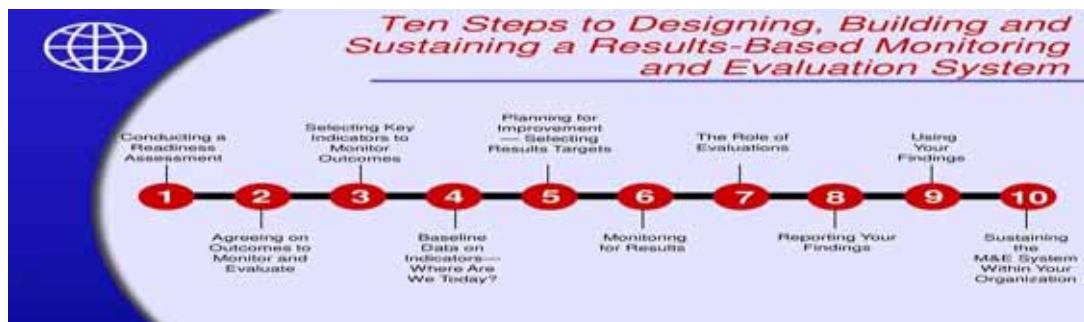 Ten Steps to Designing, Building and
Sustaining a Results-Based Monitoring
and Evaluation System
Conducting a
Readiness
Assessment
1
Agreeing on
Outcomes to
Monitor and
Evaluate
2
Selecting Key
Indicators to
Monitor
Outcomes
3
Baseline
Data on
Indicators—
Where Are
We Today?
4
Planning for
Improvement
— Selecting
Results Targets
5
Monitoring
for Results
6
The Role of
Evaluations
7
Reporting Your
Findings
8
Using
Your
Findings
9
Sustaining
the
M&E System
Within Your
Organization
10